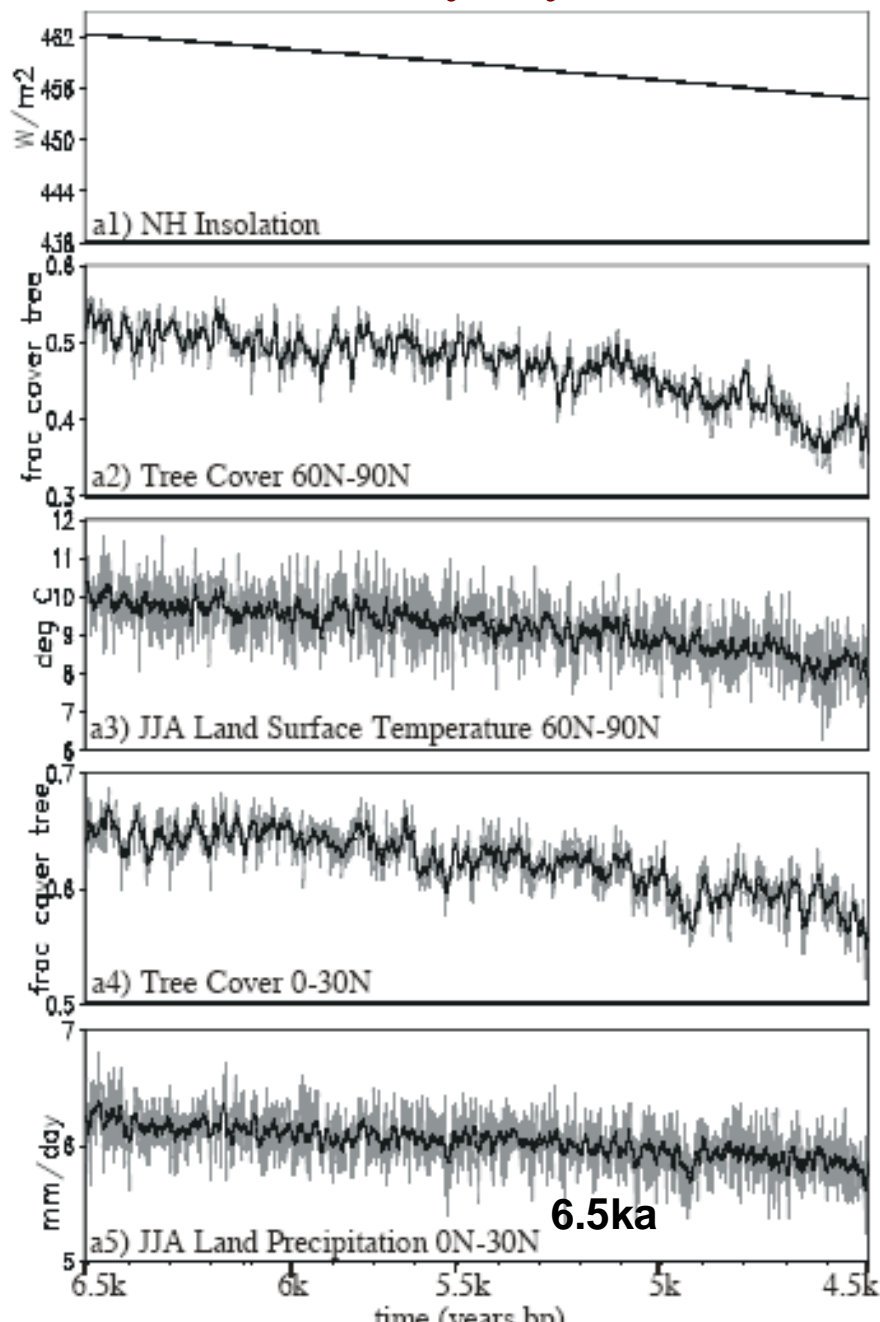 462
456
450
444
438
W/m2
a1) NH Insolation
0.6
0.5
0.4
0.3
frac cover tree
a2) Tree Cover 60N-90N
12
11
10
9
8
7
6
deg C
a3) JJA Land Surface Temperature 60N-90N
0.7
0.6
0.5
frac cover tree
a4) Tree Cover 0-30N
7
6
5
mm/day
6.5ka
a5) JJA Land Precipitation 0N-30N
6.5k 6k 5.5k 5k 4.5k
time (years bp)